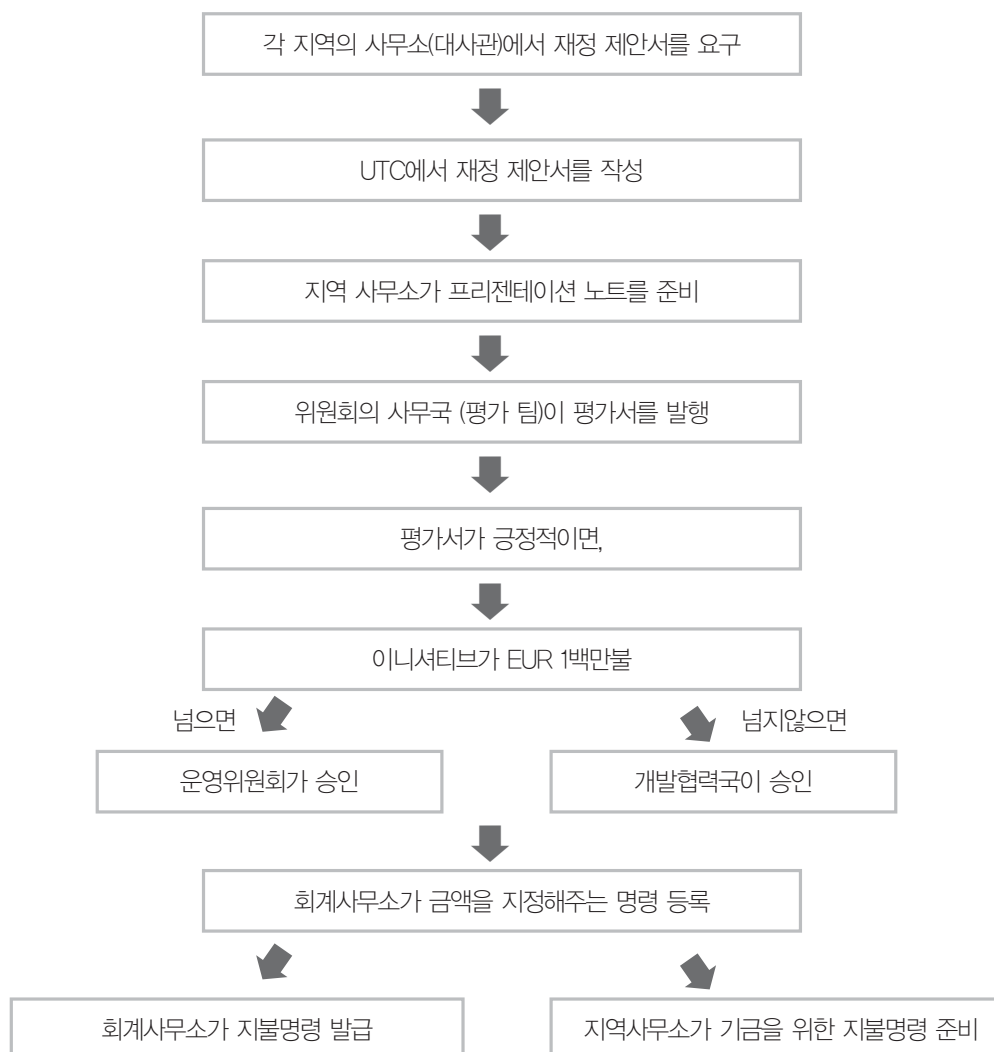 각 지역의 사무소(대사관)에서 재정 제안서를 요구
UTC에서 재정 제안서를 작성
지역 사무소가 프리젠테이션 노트를 준비
위원회의 사무국 (평가 팀)이 평가서를 발행
평가서가 긍정적이면,
이니셔티브가 EUR 1백만불
넘으면
넘지않으면
운영위원회가 승인
개발협력국이 승인
회계사무소가 금액을 지정해주는 명령 등록
회계사무소가 지불명령 발급
지역사무소가 기금을 위한 지불명령 준비